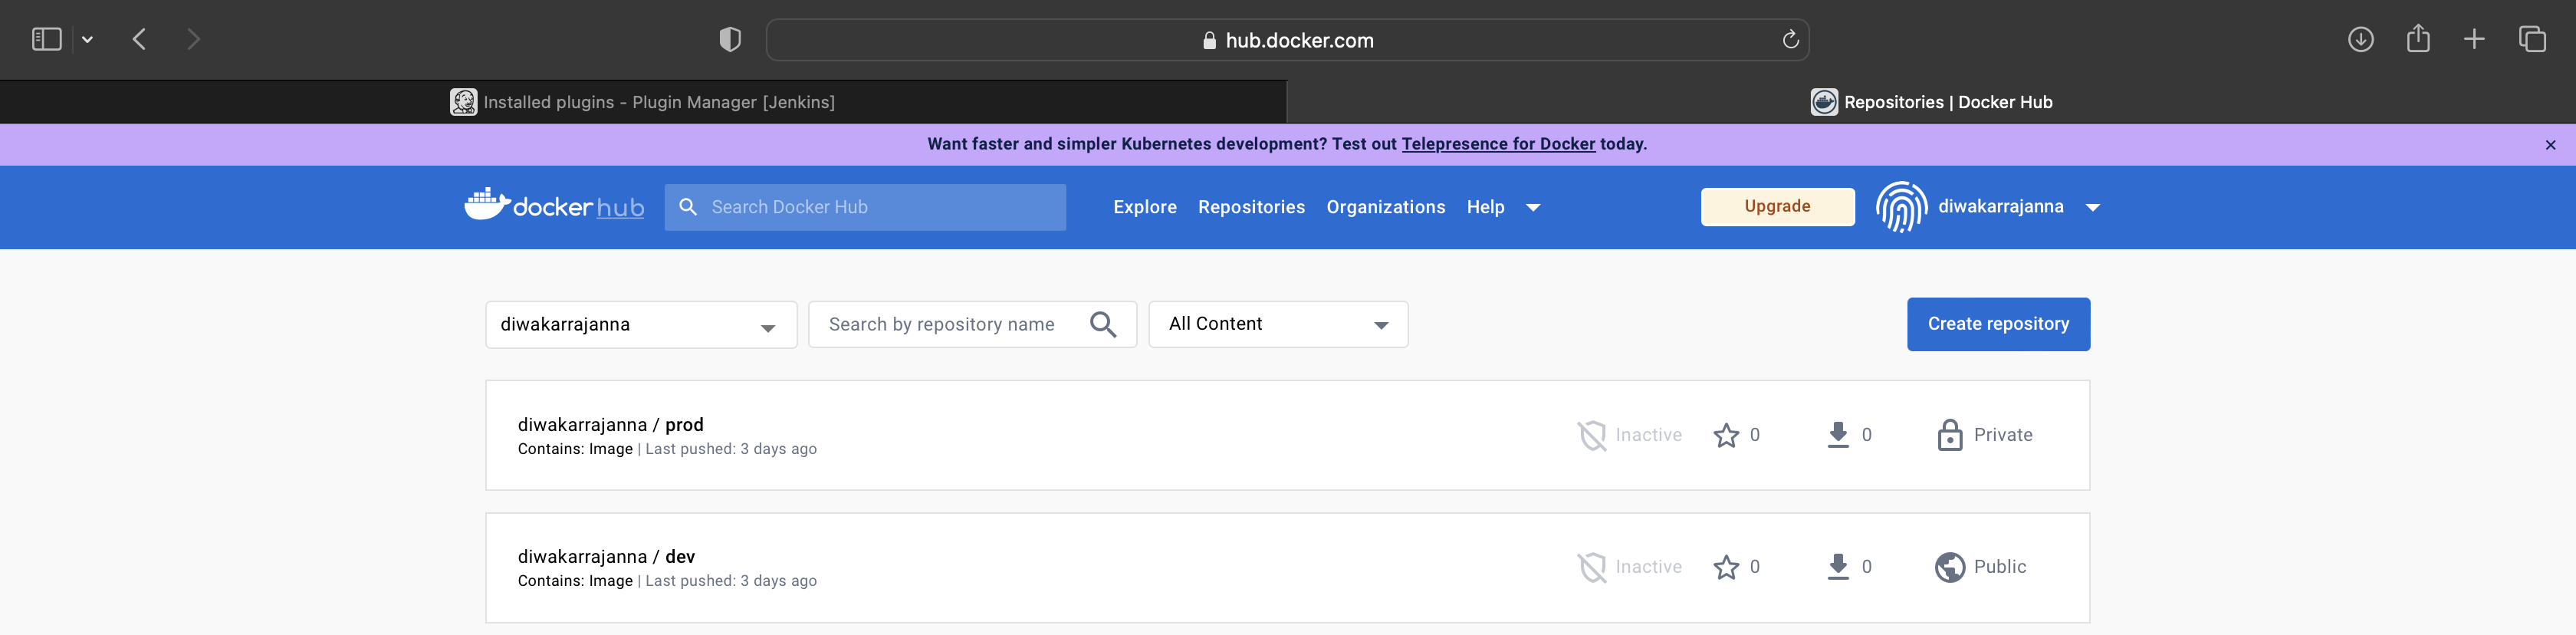 hub.docker.com
Installed plugins - Plugin Manager [Jenkins]
Repositories | Docker Hub
Want faster and simpler Kubernetes development? Test out Telepresence for Docker today.
dockerhub
Search Docker Hub
Explore
Repositories
Organizations
Help
Upgrade
diwakarrajanna
diwakarrajanna
Search by repository name
All Content
Create repository
diwakarrajanna / prod
Contains: Image | Last pushed: 3 days ago
Inactive
0
0
Private
diwakarrajanna / dev
Contains: Image | Last pushed: 3 days ago
Inactive
0
0
Public